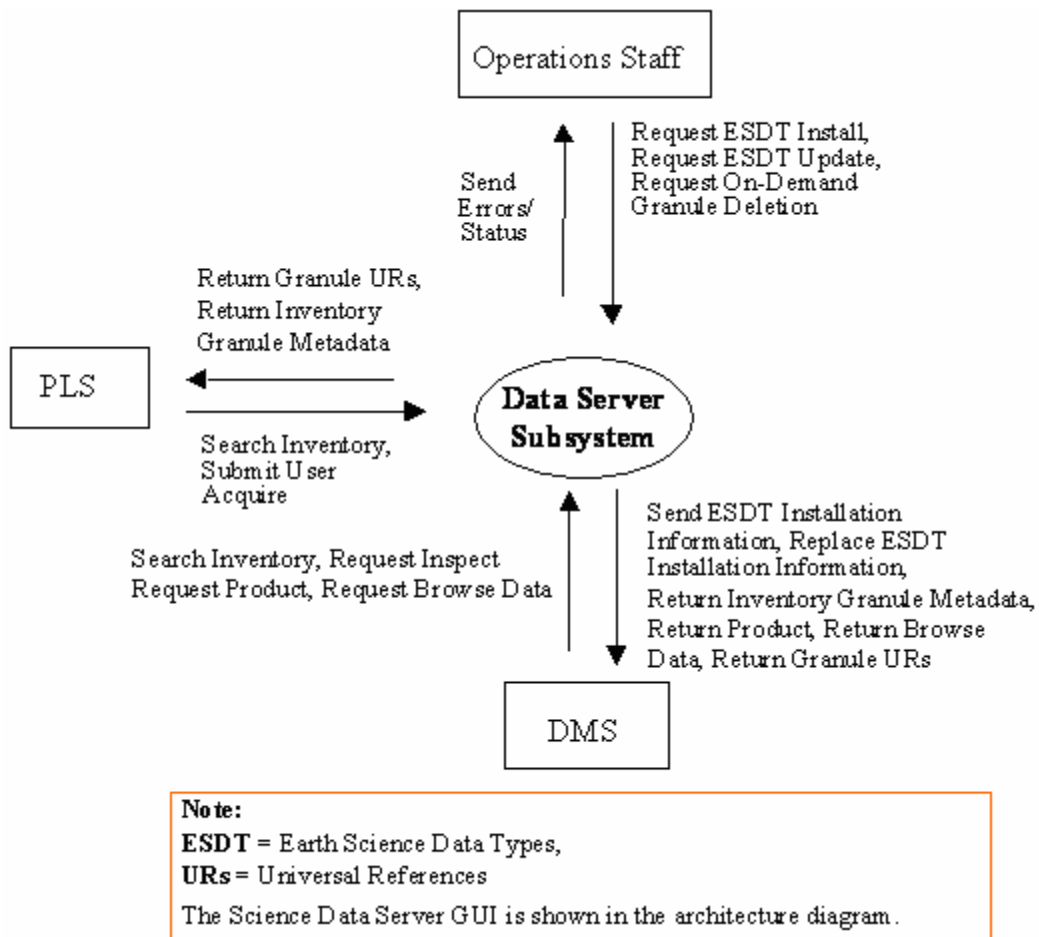 Operations Staff
Request ESDT Install,
Request ESDT Update,
Request On-Demand
Granule Deletion
Send
Errors/
Status
Return Granule URs,
Return Inventory
Granule Metadata
PLS
Data Server
Subsystem
Search Inventory,
Submit User
Acquire
Search Inventory, Request Inspect
Request Product, Request Browse Data
Send ESDT Installation
Information, Replace ESDT
Installation Information,
Return Inventory Granule Metadata,
Return Product, Return Browse
Data, Return Granule URs
DMS
Note:
ESDT = Earth Science Data Types,
URs = Universal References
The Science Data Server GUI is shown in the architecture diagram.